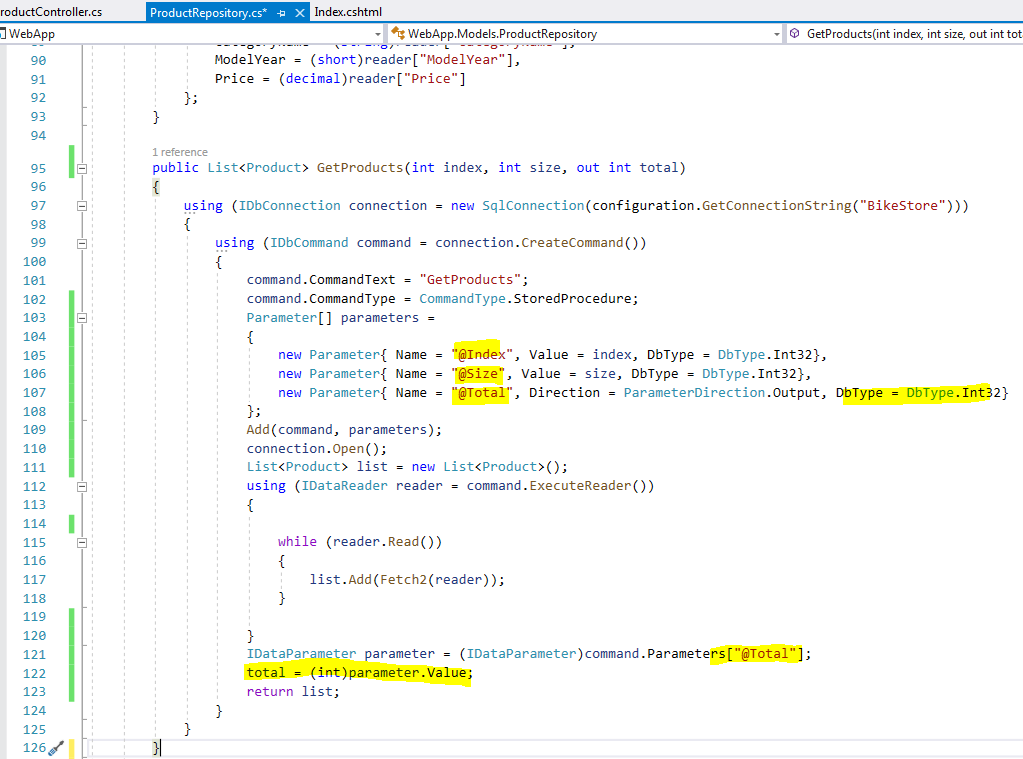 roductController.cs ProductRepository.cs* Index.cshtml
WebApp WebApp.Models.ProductRepository GetProducts(int index, int size, out int tot
90 ModelYear = (short)reader["ModelYear"],
91 Price = (decimal)reader["Price"]
92 };
93 }
94
1 reference
95 public List<Product> GetProducts(int index, int size, out int total)
96 {
97 using (IDbConnection connection = new SqlConnection(configuration.GetConnectionString("BikeStore")))
98 {
99 using (IDbCommand command = connection.CreateCommand())
100 {
101 command.CommandText = "GetProducts";
102 command.CommandType = CommandType.StoredProcedure;
103 Parameter[] parameters =
104 {
105 new Parameter{ Name = "@Index", Value = index, DbType = DbType.Int32},
106 new Parameter{ Name = "@Size", Value = size, DbType = DbType.Int32},
107 new Parameter{ Name = "@Total", Direction = ParameterDirection.Output, DbType = DbType.Int32}
108 };
109 Add(command, parameters);
110 connection.Open();
111 List<Product> list = new List<Product>();
112 using (IDataReader reader = command.ExecuteReader())
113 {
114
115 while (reader.Read())
116 {
117 list.Add(Fetch2(reader));
118 }
119
120 }
121 IDataParameter parameter = (IDataParameter)command.Parameters["@Total"];
122 total = (int)parameter.Value;
123 return list;
124 }
125 }
126 }